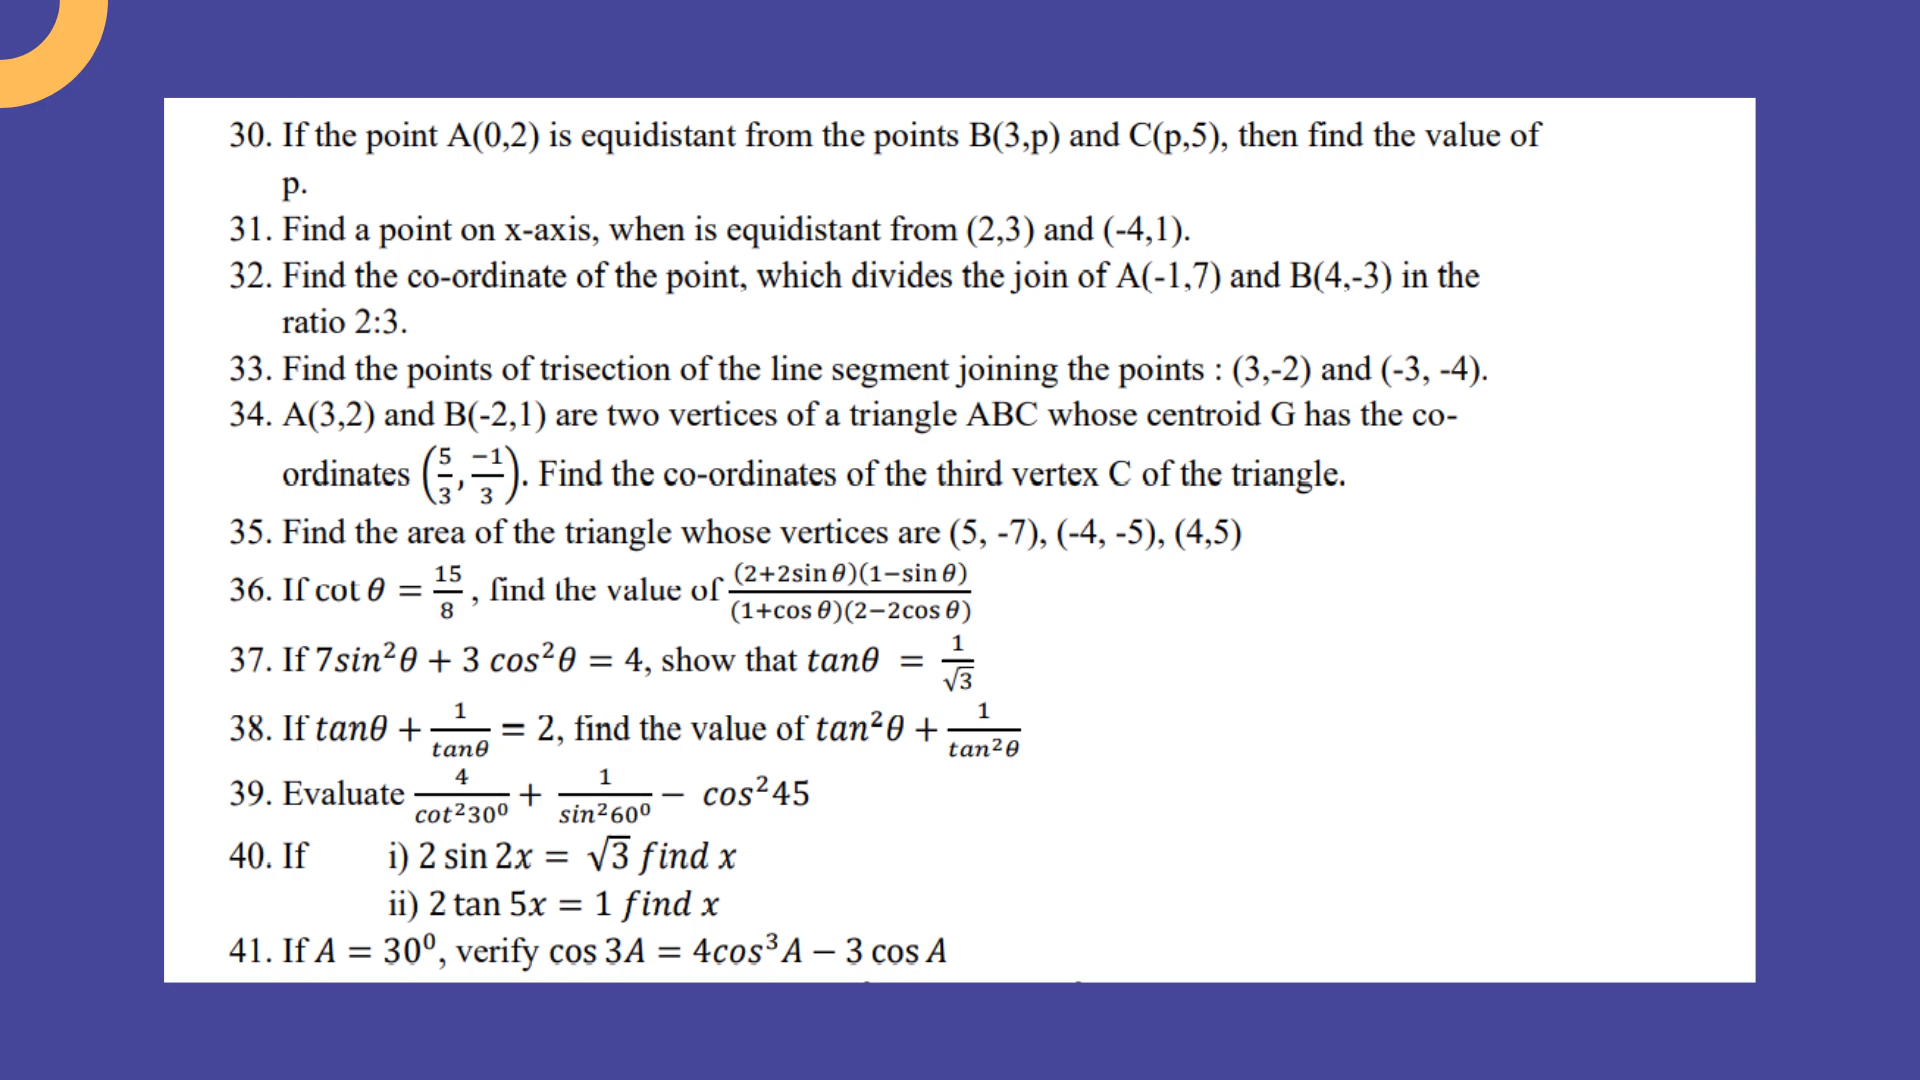 30. If the point A(0,2) is equidistant from the points B(3,p) and C(p,5), then find the value of
p.
31. Find a point on x-axis, when is equidistant from (2,3) and (-4,1).
32. Find the co-ordinate of the point, which divides the join of A(-1,7) and B(4,-3) in the
ratio 2:3.
33. Find the points of trisection of the line segment joining the points : (3,-2) and (-3, -4).
34. A(3,2) and B(-2,1) are two vertices of a triangle ABC whose centroid G has the co-
ordinates (5/3, −1/3). Find the co-ordinates of the third vertex C of the triangle.
35. Find the area of the triangle whose vertices are (5, -7), (-4, -5), (4,5)
36. If cot θ = 15/8 , find the value of (2+2sin θ)(1−sin θ)/(1+cos θ)(2−2cos θ)
37. If 7sin²θ + 3 cos²θ = 4, show that tanθ = 1/√3
38. If tanθ + 1/tanθ = 2, find the value of tan²θ + 1/tan²θ
39. Evaluate 4/cot²30⁰ + 1/sin²60⁰ − cos²45
40. If i) 2 sin 2x = √3 find x
ii) 2 tan 5x = 1 find x
41. If A = 30⁰, verify cos 3A = 4cos³A − 3 cos A